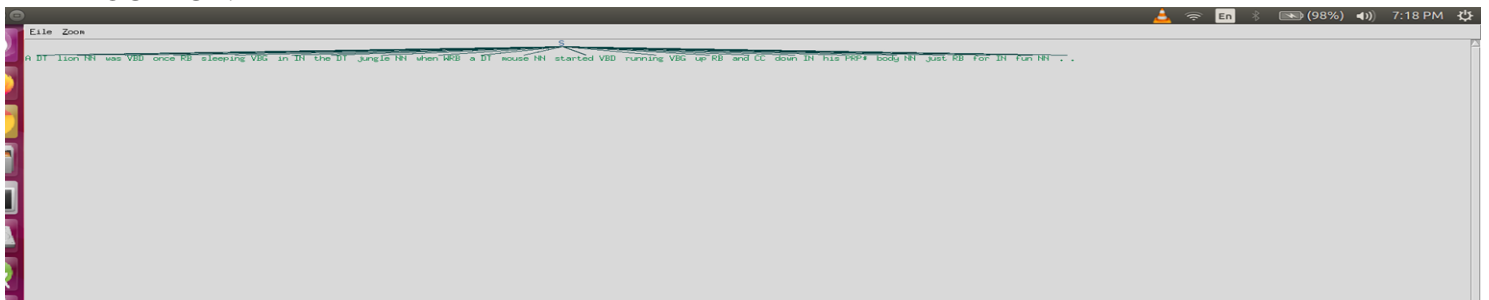 En (98%) 7:18 PM
File Zoom
S
A DT lion NN was VBD once RB sleeping VBG in IN the DT jungle NN when WRB a DT mouse NN started VBD running VBG up RB and CC down IN his PRP$ body NN just RB for IN fun NN . .